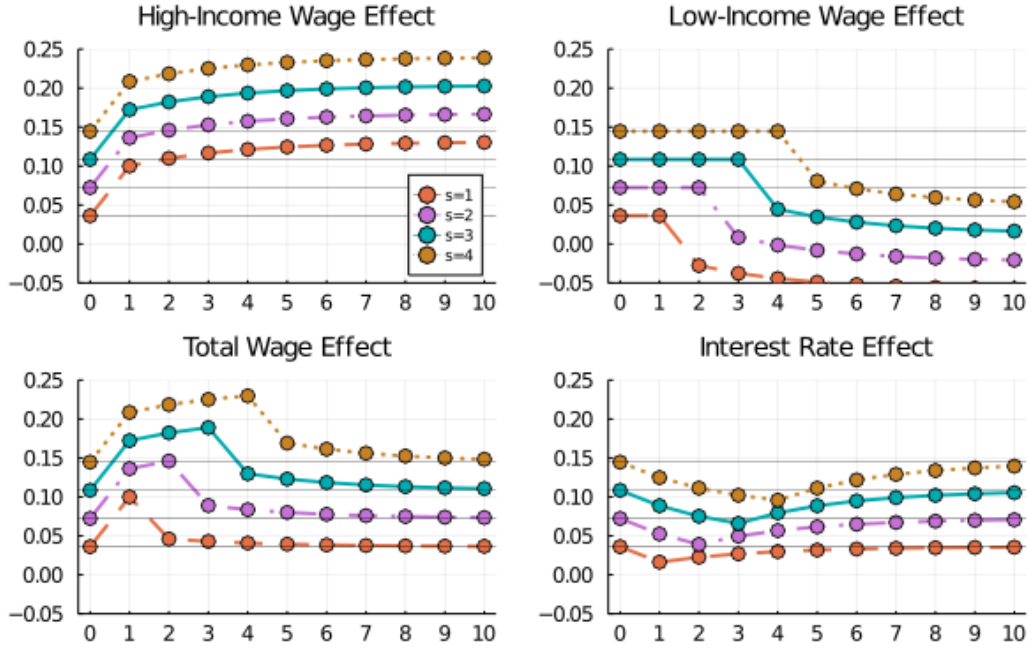 High-Income Wage Effect
0.25
0.20
0.15
0.10
0.05
0.00
−0.05
0 1 2 3 4 5 6 7 8 9 10
s=1
s=2
s=3
s=4
Low-Income Wage Effect
0.25
0.20
0.15
0.10
0.05
0.00
−0.05
0 1 2 3 4 5 6 7 8 9 10
Total Wage Effect
0.25
0.20
0.15
0.10
0.05
0.00
−0.05
0 1 2 3 4 5 6 7 8 9 10
Interest Rate Effect
0.25
0.20
0.15
0.10
0.05
0.00
−0.05
0 1 2 3 4 5 6 7 8 9 10